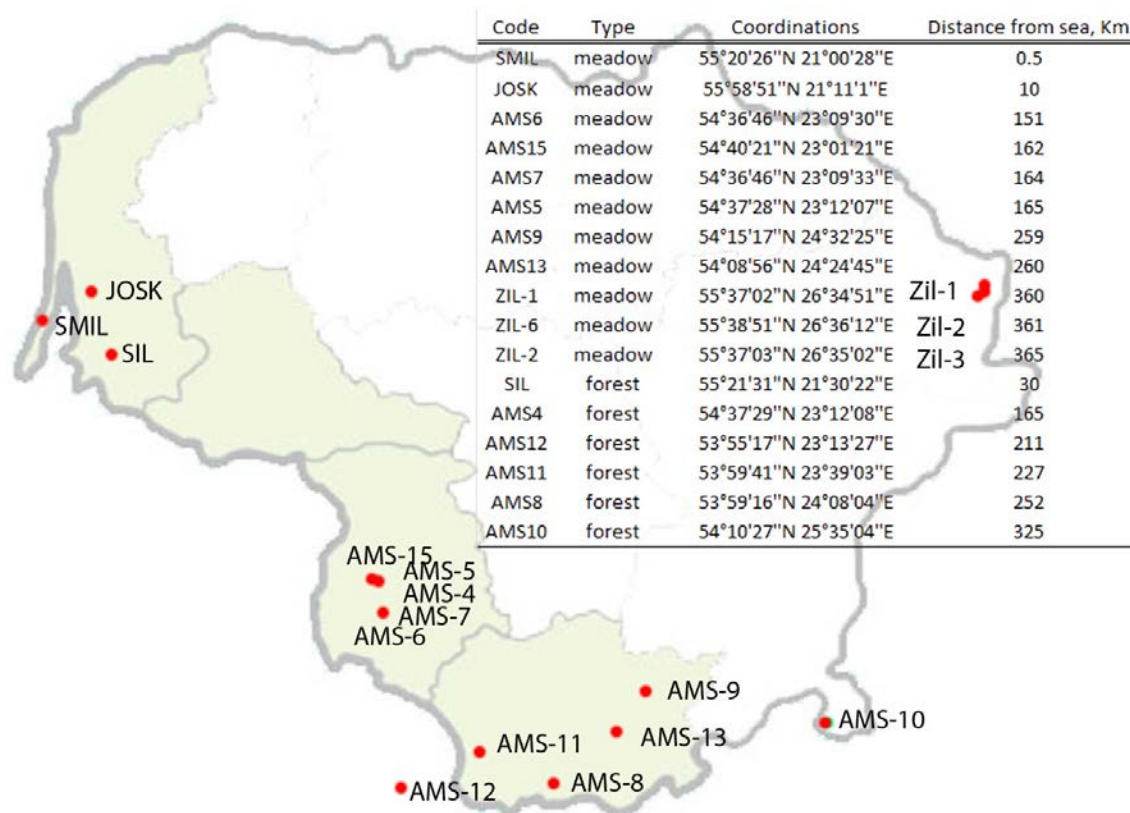 Code Type Coordinations Distance from sea, Km
SMIL meadow 55°20'26"N 21°00'28"E 0.5
JOSK meadow 55°58'51"N 21°11'1"E 10
AMS6 meadow 54°36'46"N 23°09'30"E 151
AMS15 meadow 54°40'21"N 23°01'21"E 162
AMS7 meadow 54°36'46"N 23°09'33"E 164
AMS5 meadow 54°37'28"N 23°12'07"E 165
AMS9 meadow 54°15'17"N 24°32'25"E 259
AMS13 meadow 54°08'56"N 24°24'45"E 260
ZIL-1 meadow 55°37'02"N 26°34'51"E 360
ZIL-6 meadow 55°38'51"N 26°36'12"E 361
ZIL-2 meadow 55°37'03"N 26°35'02"E 365
SIL forest 55°21'31"N 21°30'22"E 30
AMS4 forest 54°37'29"N 23°12'08"E 165
AMS12 forest 53°55'17"N 23°13'27"E 211
AMS11 forest 53°59'41"N 23°39'03"E 227
AMS8 forest 53°59'16"N 24°08'04"E 252
AMS10 forest 54°10'27"N 25°35'04"E 325
JOSK
SMIL
SIL
Zil-1
Zil-2
Zil-3
AMS-15
AMS-5
AMS-4
AMS-7
AMS-6
AMS-9
AMS-10
AMS-13
AMS-11
AMS-8
AMS-12